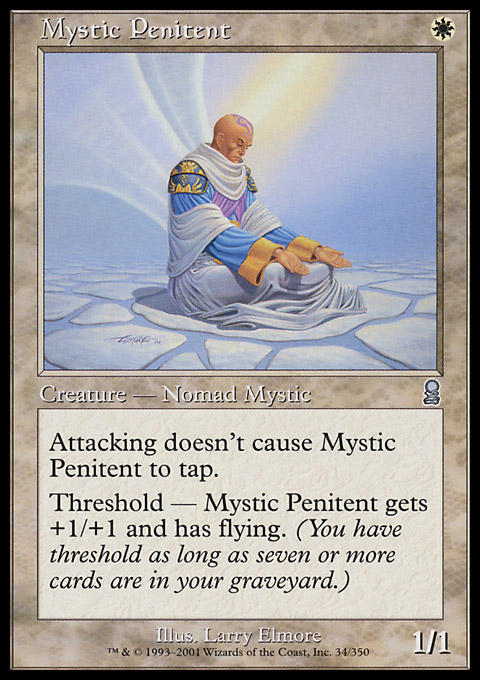 Mystic Penitent
Creature — Nomad Mystic
Attacking doesn't cause Mystic
Penitent to tap.
Threshold — Mystic Penitent gets
+1/+1 and has flying. (You have
threshold as long as seven or more
cards are in your graveyard.)
Illus. Larry Elmore
™ & © 1993–2001 Wizards of the Coast, Inc. 34/350
1/1